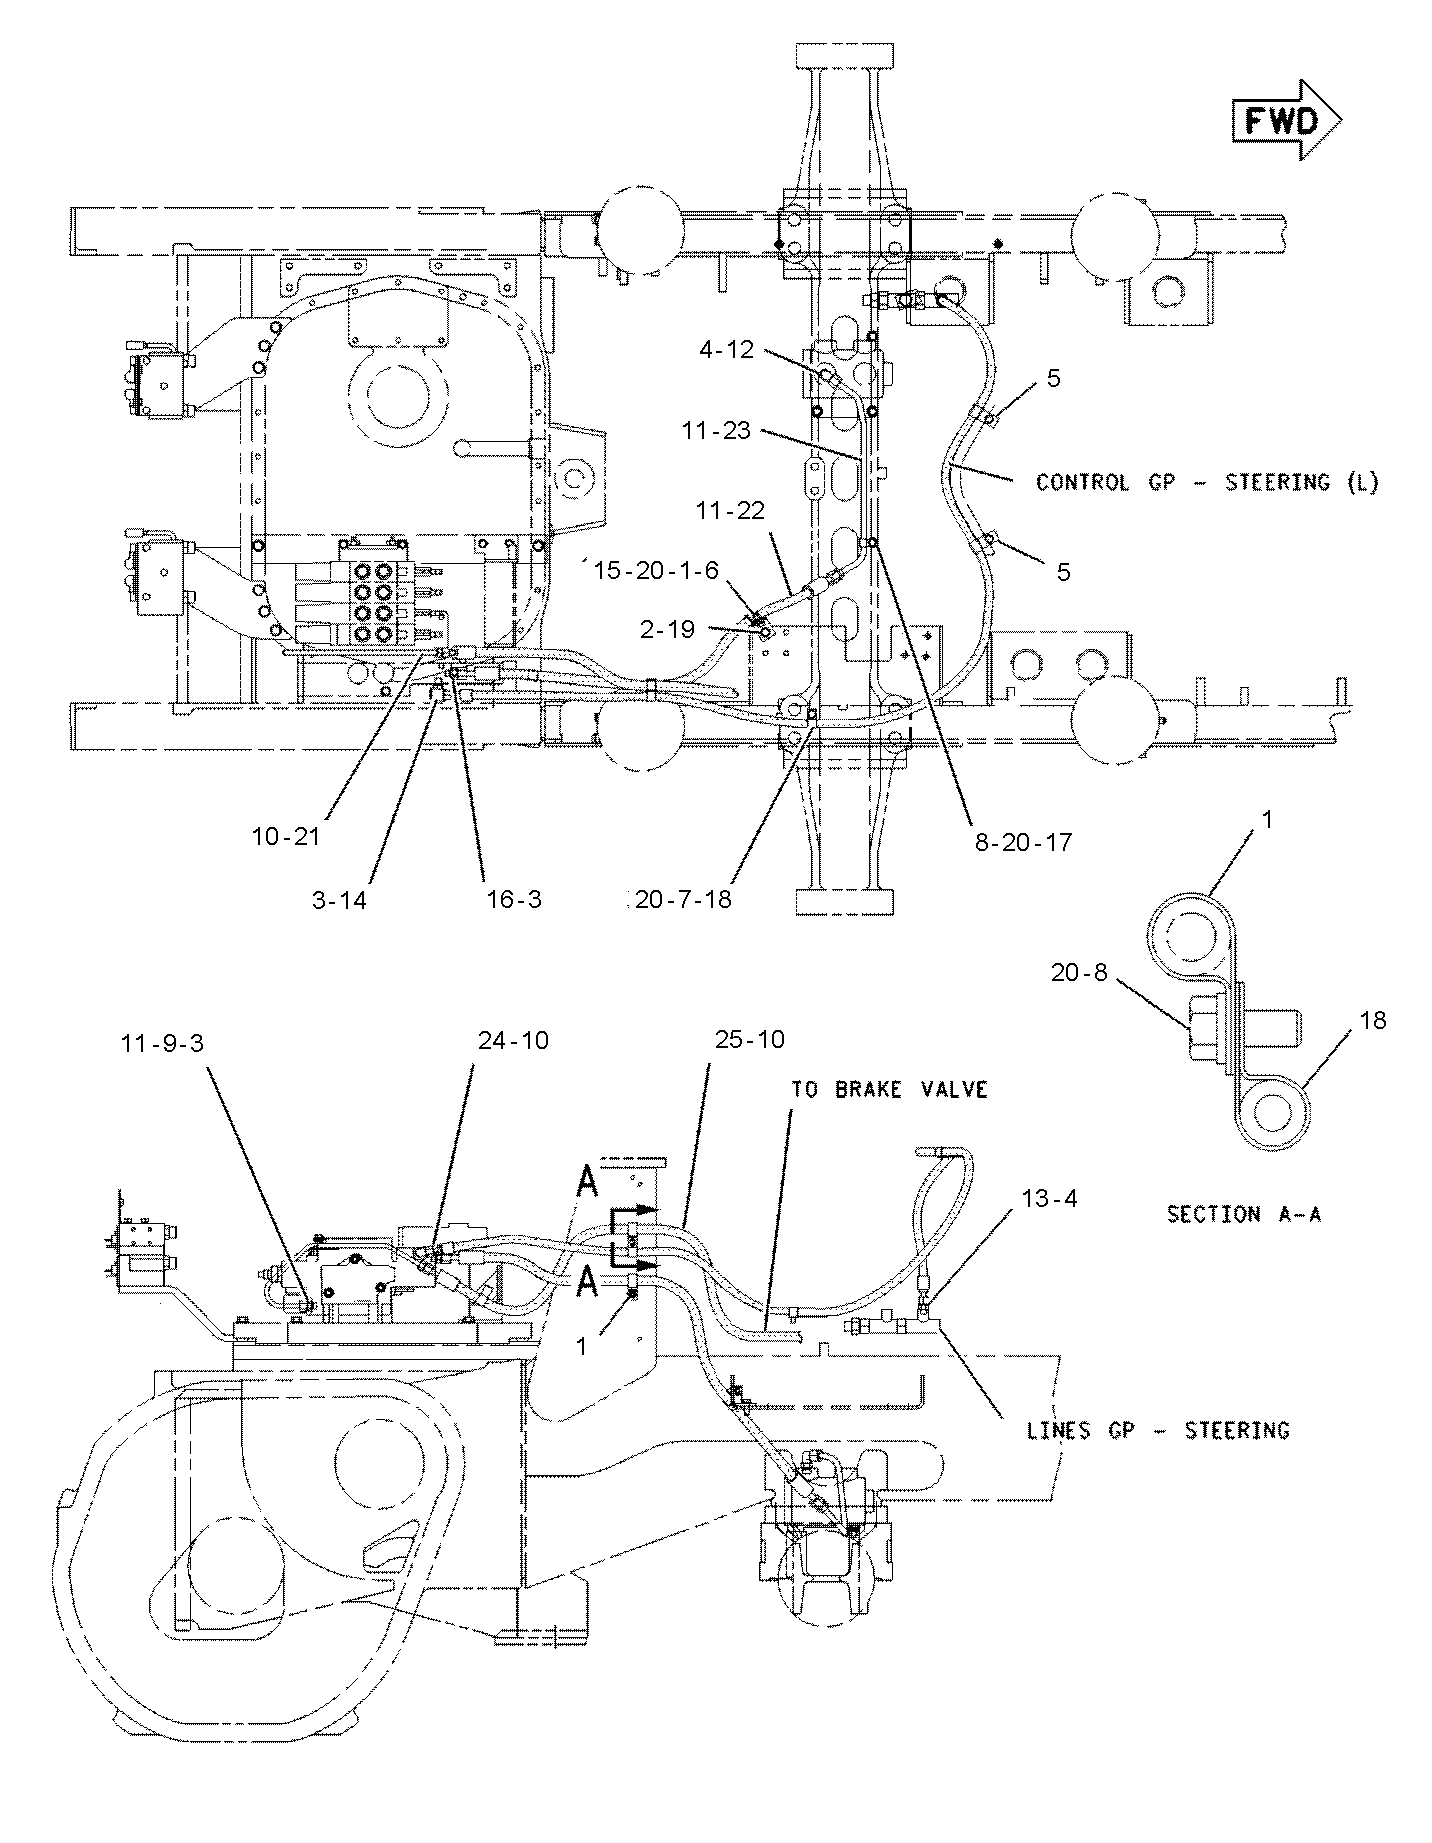 FWD
4-12
5
11-23
CONTROL GP - STEERING (L)
11-22
15-20-1-6
5
2-19
10-21
8-20-17
3-14
16-3
20-7-18
1
20-8
18
11-9-3
24-10
25-10
TO BRAKE VALVE
A
13-4
SECTION A-A
A
1
LINES GP - STEERING